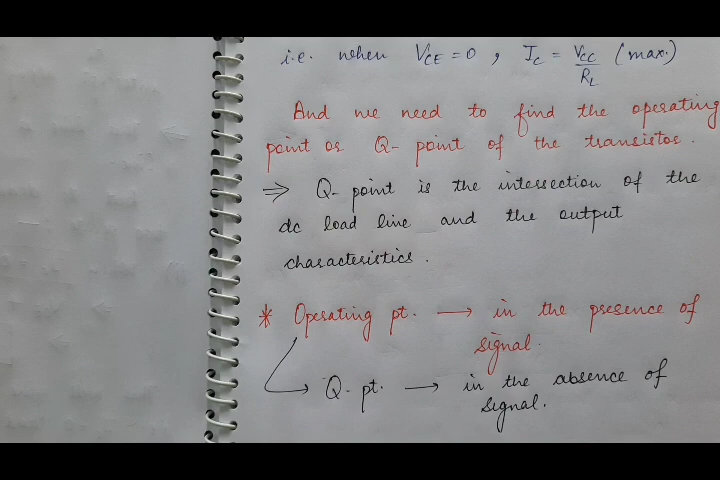 i.e. when VCE = 0 , IC = VCC/RL (max.)
And we need to find the operating
point or Q- point of the transistor.
⇒ Q- point is the intersection of the
dc load line and the output
characteristics.
* Operating pt. → in the presence of
signal.
→ Q- pt. → in the absence of
signal.